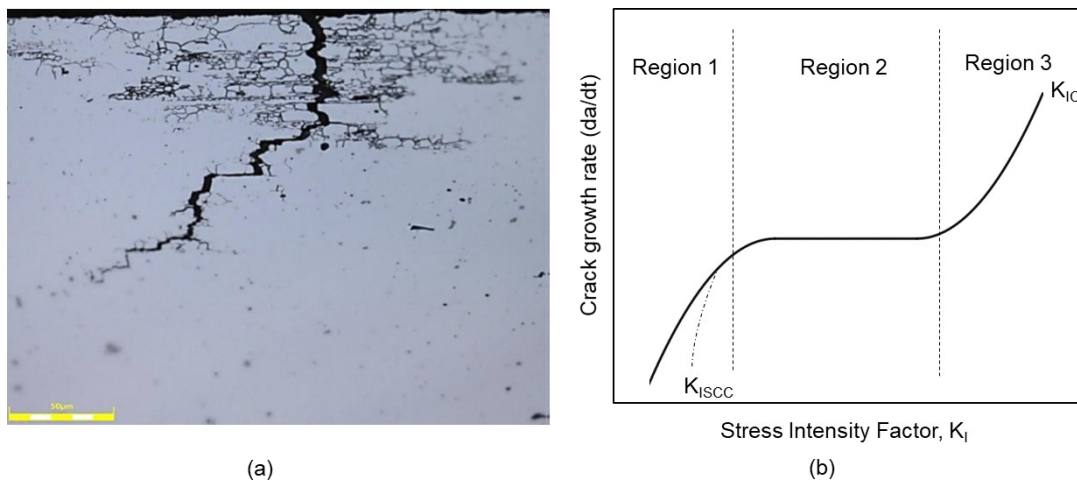 Region 1
Region 2
Region 3
K_IC
Crack growth rate (da/dt)
K_ISCC
50µm
Stress Intensity Factor, K_I
(a)
(b)